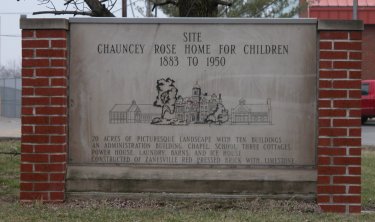 SITE
CHAUNCEY ROSE HOME FOR CHILDREN
1883 TO 1950
20 ACRES OF PICTURESQUE LANDSCAPE WITH TEN BUILDINGS
AN ADMINISTRATION BUILDING, CHAPEL, SCHOOL, THREE COTTAGES,
POWER HOUSE, LAUNDRY, BARNS, AND ICE HOUSE
CONSTRUCTED OF ZANESVILLE RED PRESSED BRICK WITH LIMESTONE